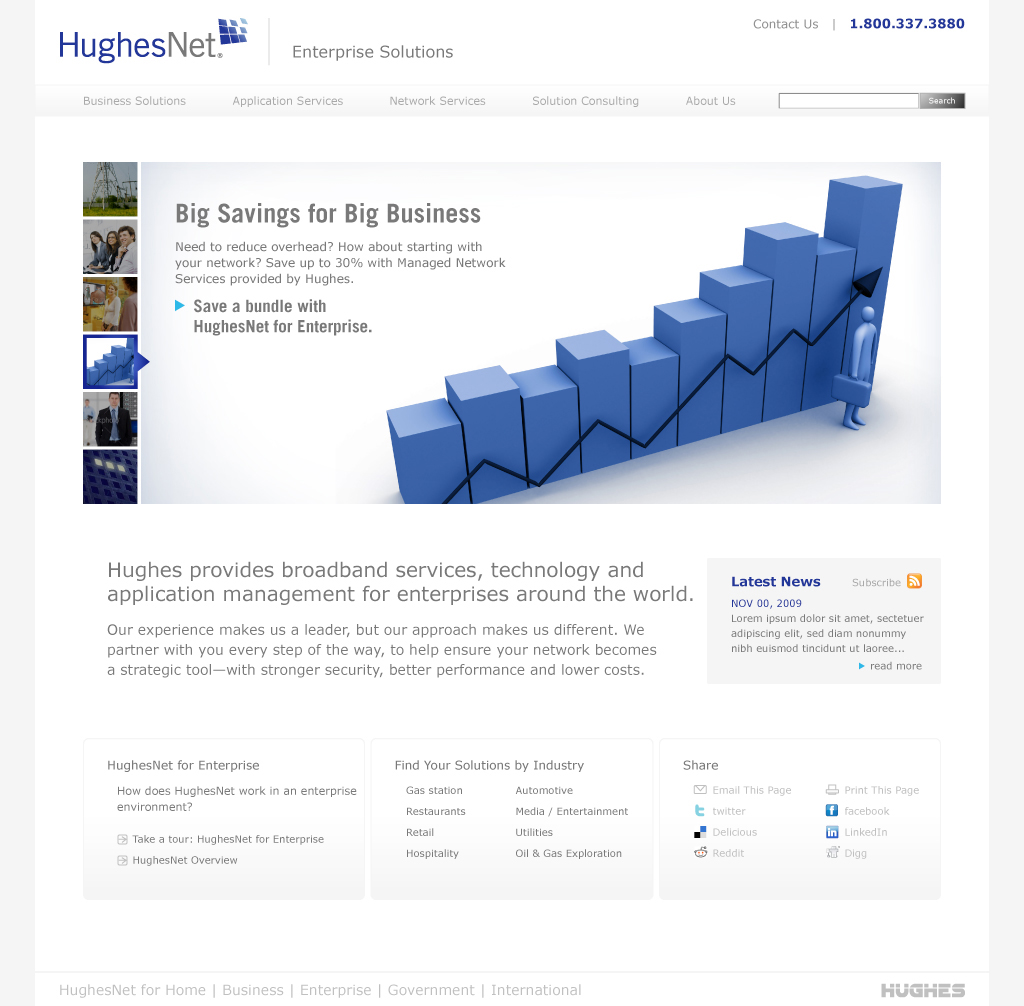 HughesNet®
Enterprise Solutions
Contact Us | 1.800.337.3880
Business Solutions
Application Services
Network Services
Solution Consulting
About Us
Search
Big Savings for Big Business
Need to reduce overhead? How about starting with
your network? Save up to 30% with Managed Network
Services provided by Hughes.
Save a bundle with
HughesNet for Enterprise.
Hughes provides broadband services, technology and
application management for enterprises around the world.
Our experience makes us a leader, but our approach makes us different. We
partner with you every step of the way, to help ensure your network becomes
a strategic tool—with stronger security, better performance and lower costs.
Latest News
Subscribe
NOV 00, 2009
Lorem ipsum dolor sit amet, sectetuer
adipiscing elit, sed diam nonummy
nibh euismod tincidunt ut laoree...
read more
HughesNet for Enterprise
How does HughesNet work in an enterprise
environment?
Take a tour: HughesNet for Enterprise
HughesNet Overview
Find Your Solutions by Industry
Gas station
Automotive
Restaurants
Media / Entertainment
Retail
Utilities
Hospitality
Oil & Gas Exploration
Share
Email This Page
Print This Page
twitter
facebook
Delicious
LinkedIn
Reddit
Digg
HughesNet for Home | Business | Enterprise | Government | International
HUGHES